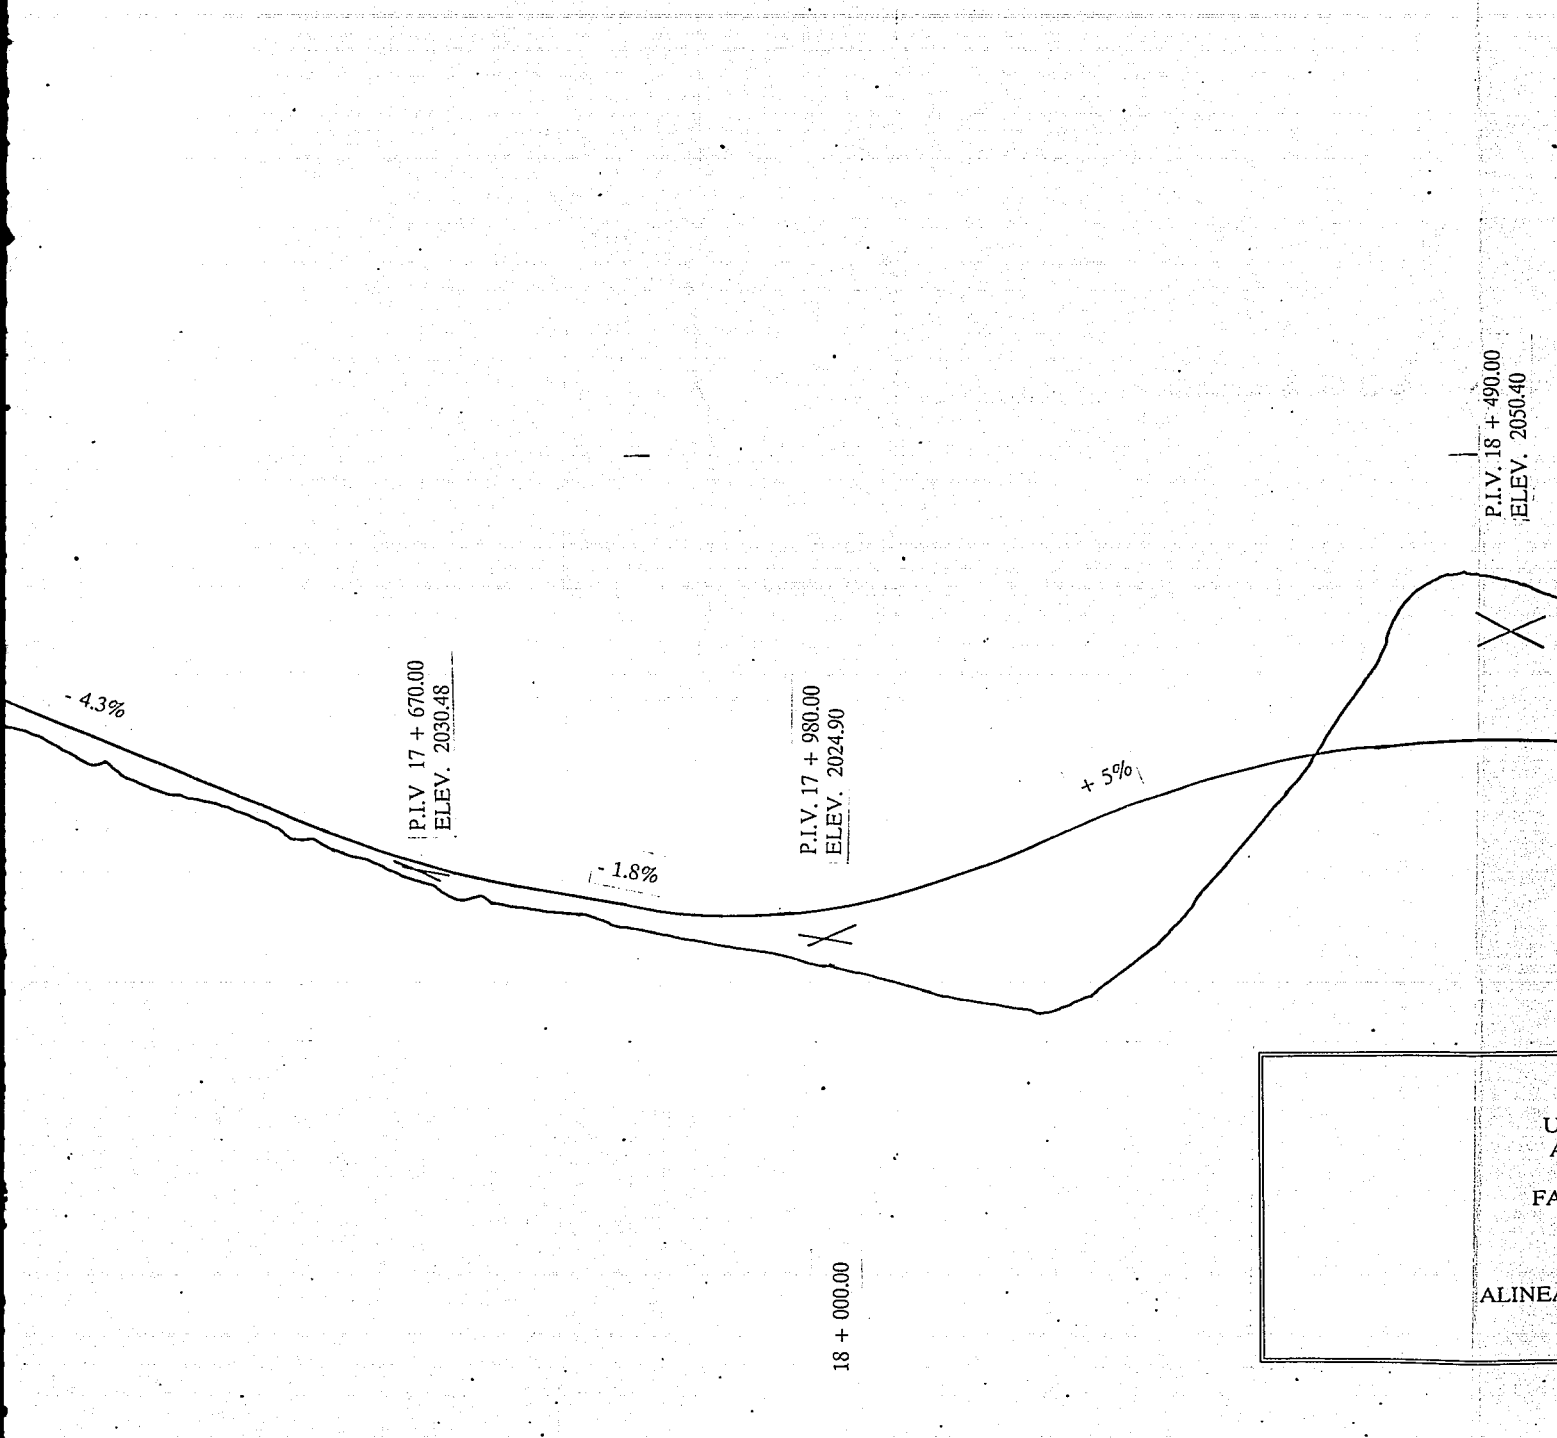 P.I.V. 18 + 490.00
ELEV. 2050.40
- 4.3%
P.I.V 17 + 670.00
ELEV. 2030.48
P.I.V. 17 + 980.00
ELEV. 2024.90
+ 5%
- 1.8%
U
A
FA
18 + 000.00
ALINEA